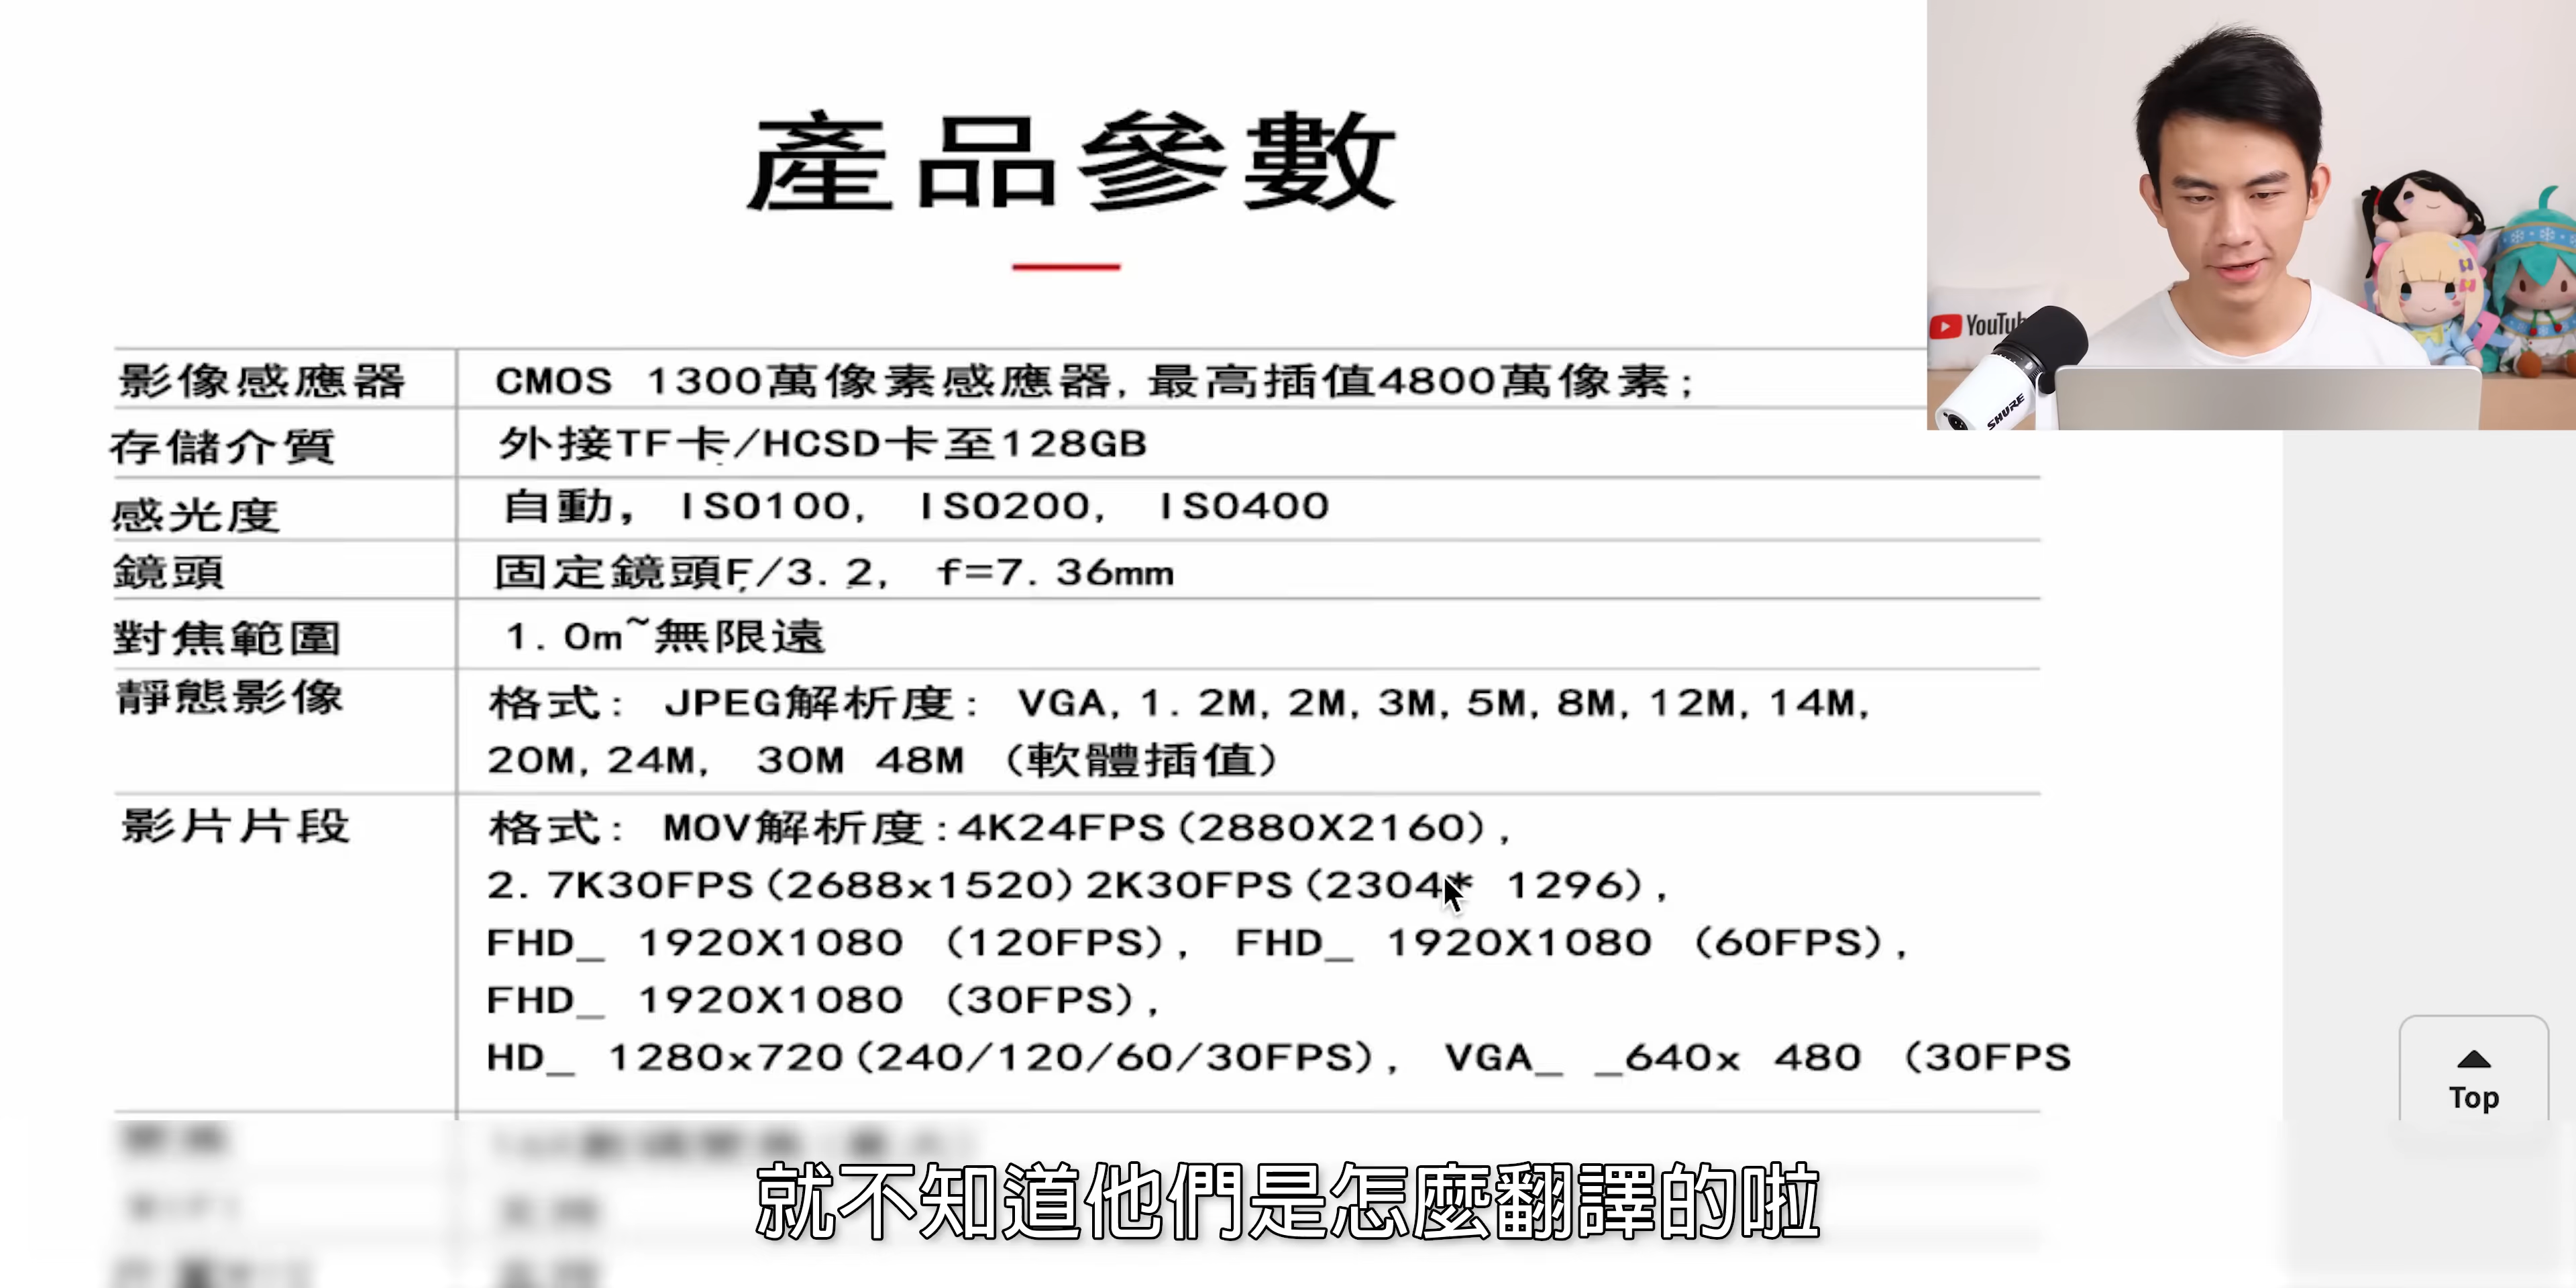 產品參數
影像感應器 CMOS 1300萬像素感應器, 最高插值4800萬像素;
存儲介質 外接TF卡/HCSD卡至128GB
感光度 自動, ISO100, ISO200, ISO400
鏡頭 固定鏡頭F/3.2, f=7.36mm
對焦範圍 1.0m~無限遠
靜態影像 格式: JPEG解析度: VGA, 1.2M, 2M, 3M, 5M, 8M, 12M, 14M,
20M, 24M, 30M 48M (軟體插值)
影片片段 格式: MOV解析度:4K24FPS(2880X2160),
2.7K30FPS(2688x1520)2K30FPS(2304* 1296),
FHD_ 1920X1080 (120FPS), FHD_ 1920X1080 (60FPS),
FHD_ 1920X1080 (30FPS),
HD_ 1280x720(240/120/60/30FPS), VGA_ _640x 480 (30FPS
YouTub
SHURE
Top
就不知道他們是怎麼翻譯的啦